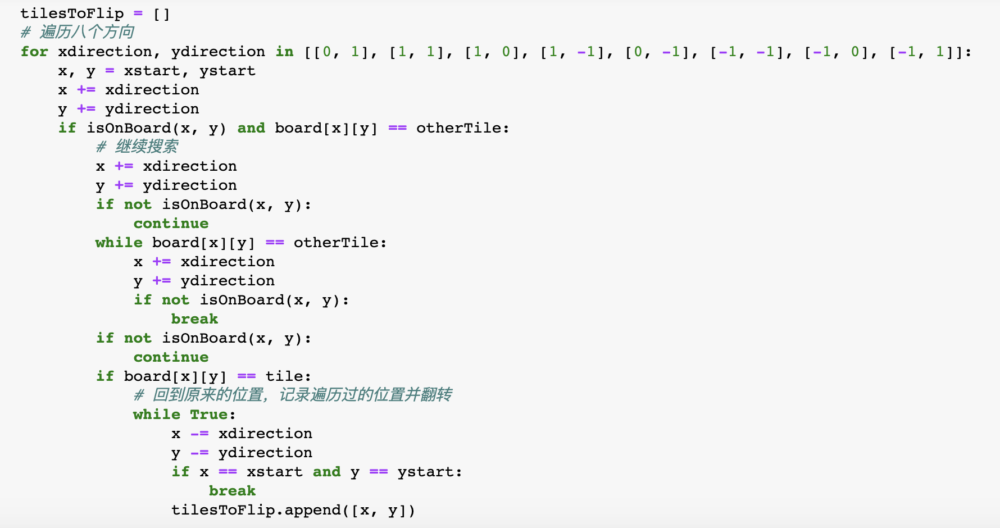 tilesToFlip = []
# 遍历八个方向
for xdirection, ydirection in [[0, 1], [1, 1], [1, 0], [1, -1], [0, -1], [-1, -1], [-1, 0], [-1, 1]]:
    x, y = xstart, ystart
    x += xdirection
    y += ydirection
    if isOnBoard(x, y) and board[x][y] == otherTile:
        # 继续搜索
        x += xdirection
        y += ydirection
        if not isOnBoard(x, y):
            continue
        while board[x][y] == otherTile:
            x += xdirection
            y += ydirection
            if not isOnBoard(x, y):
                break
        if not isOnBoard(x, y):
            continue
        if board[x][y] == tile:
            # 回到原来的位置，记录遍历过的位置并翻转
            while True:
                x -= xdirection
                y -= ydirection
                if x == xstart and y == ystart:
                    break
                tilesToFlip.append([x, y])